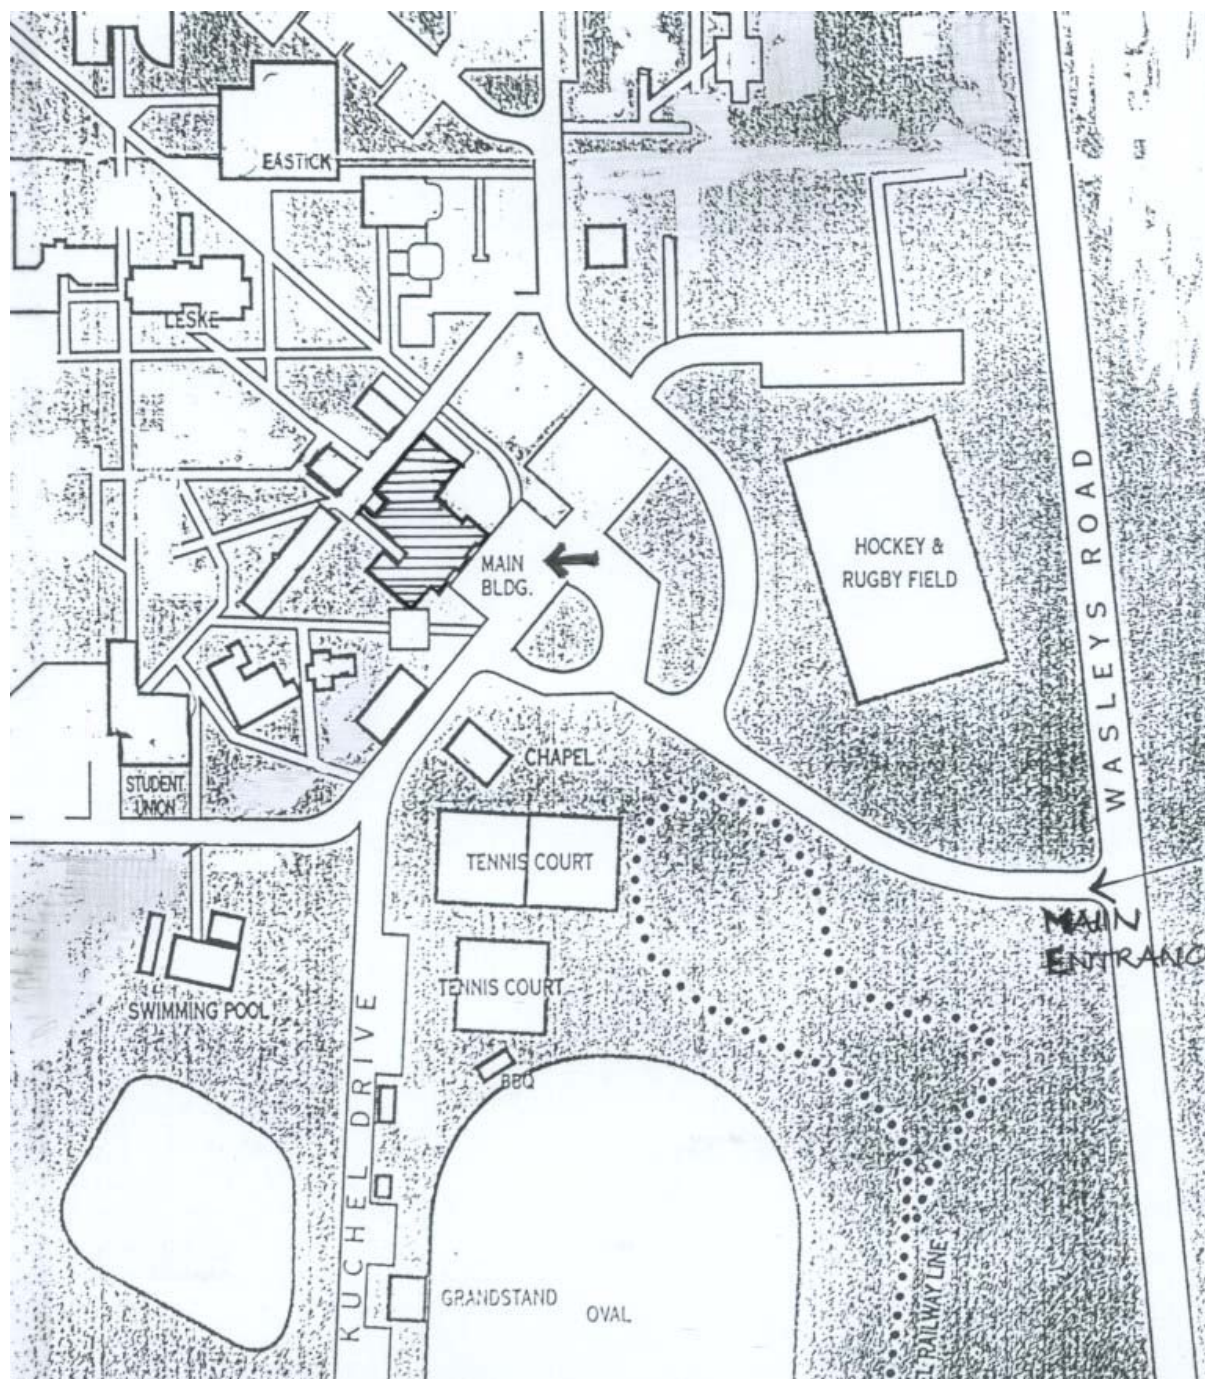 EASTICK
LESKE
WASLEYS ROAD
HOCKEY &
RUGBY FIELD
MAIN
BLDG.
CHAPEL
STUDENT
UNION
TENNIS COURT
MAIN
ENTRANC
TENNIS COURT
SWIMMING POOL
BBQ
KUCHEL DRIVE
GRANDSTAND
OVAL
RAILWAY LINE